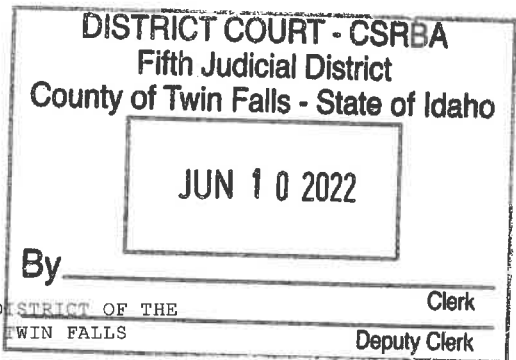 DISTRICT COURT - CSRBA
Fifth Judicial District
County of Twin Falls - State of Idaho
JUN 1 0 2022
By
Clerk
DISTRICT OF THE
TWIN FALLS
Deputy Clerk